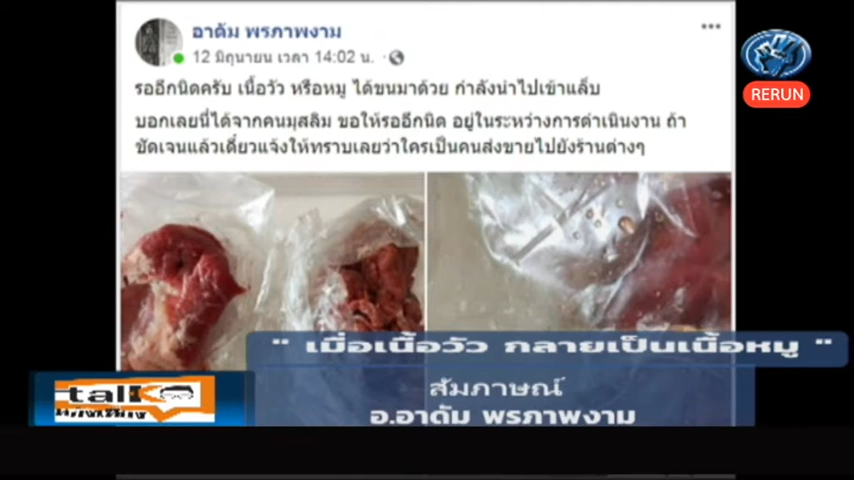 อาดัม พรภาพงาม
12 มิถุนายน เวลา 14:02 น.
รออีกนิดครับ เนื้อวัว หรือหมู ได้ขนมาด้วย กำลังนำไปเข้าแล็บ
บอกเลยนี่ได้จากคนมุสลิม ขอให้รออีกนิด อยู่ในระหว่างการดำเนินงาน ถ้า
ชัดเจนแล้วเดี๋ยวแจ้งให้ทราบเลยว่าใครเป็นคนส่งขายไปยังร้านต่างๆ
RERUN
" เมื่อเนื้อวัว กลายเป็นเนื้อหมู "
talk
สัมภาษณ์
อ.อาดัม พรภาพงาม